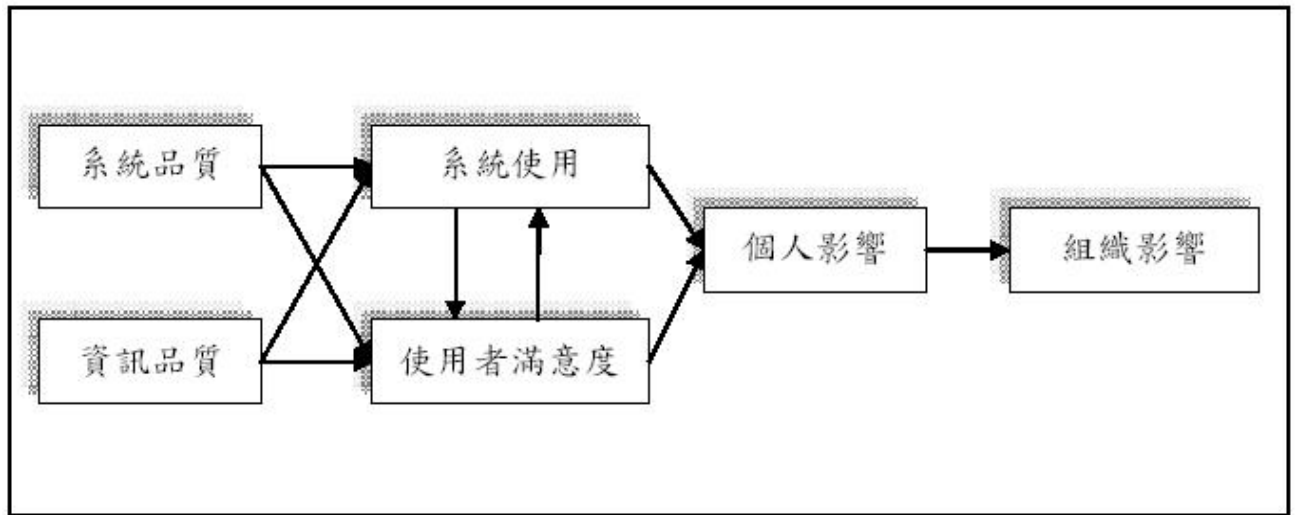 系統品質
系統使用
個人影響
組織影響
資訊品質
使用者滿意度